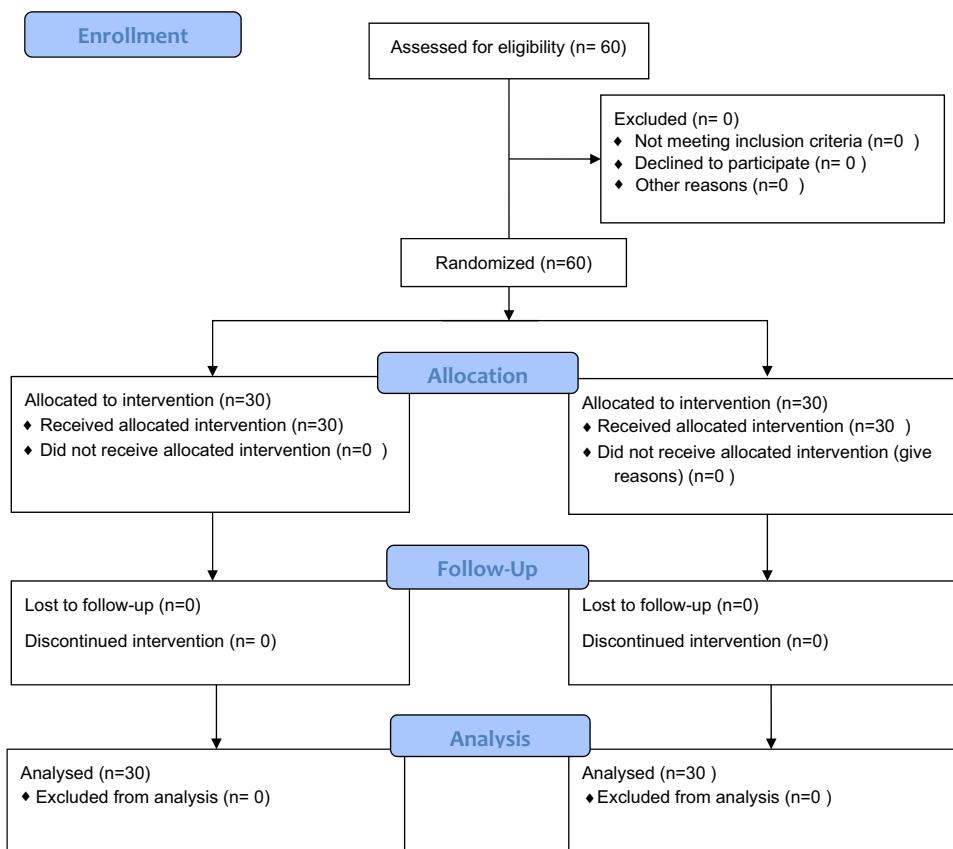 Enrollment
Assessed for eligibility (n= 60)
Excluded (n= 0)
♦ Not meeting inclusion criteria (n=0 )
♦ Declined to participate (n= 0 )
♦ Other reasons (n=0 )
Randomized (n=60)
Allocation
Allocated to intervention (n=30)
♦ Received allocated intervention (n=30)
♦ Did not receive allocated intervention (n=0 )
Allocated to intervention (n=30)
♦ Received allocated intervention (n=30 )
♦ Did not receive allocated intervention (give
reasons) (n=0 )
Follow-Up
Lost to follow-up (n=0)
Discontinued intervention (n= 0)
Lost to follow-up (n=0)
Discontinued intervention (n=0)
Analysis
Analysed (n=30)
♦ Excluded from analysis (n= 0)
Analysed (n=30 )
♦ Excluded from analysis (n=0 )